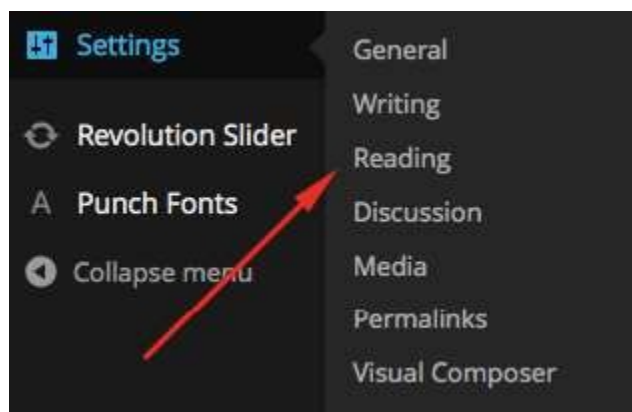 Settings
Revolution Slider
A Punch Fonts
Collapse menu
General
Writing
Reading
Discussion
Media
Permalinks
Visual Composer